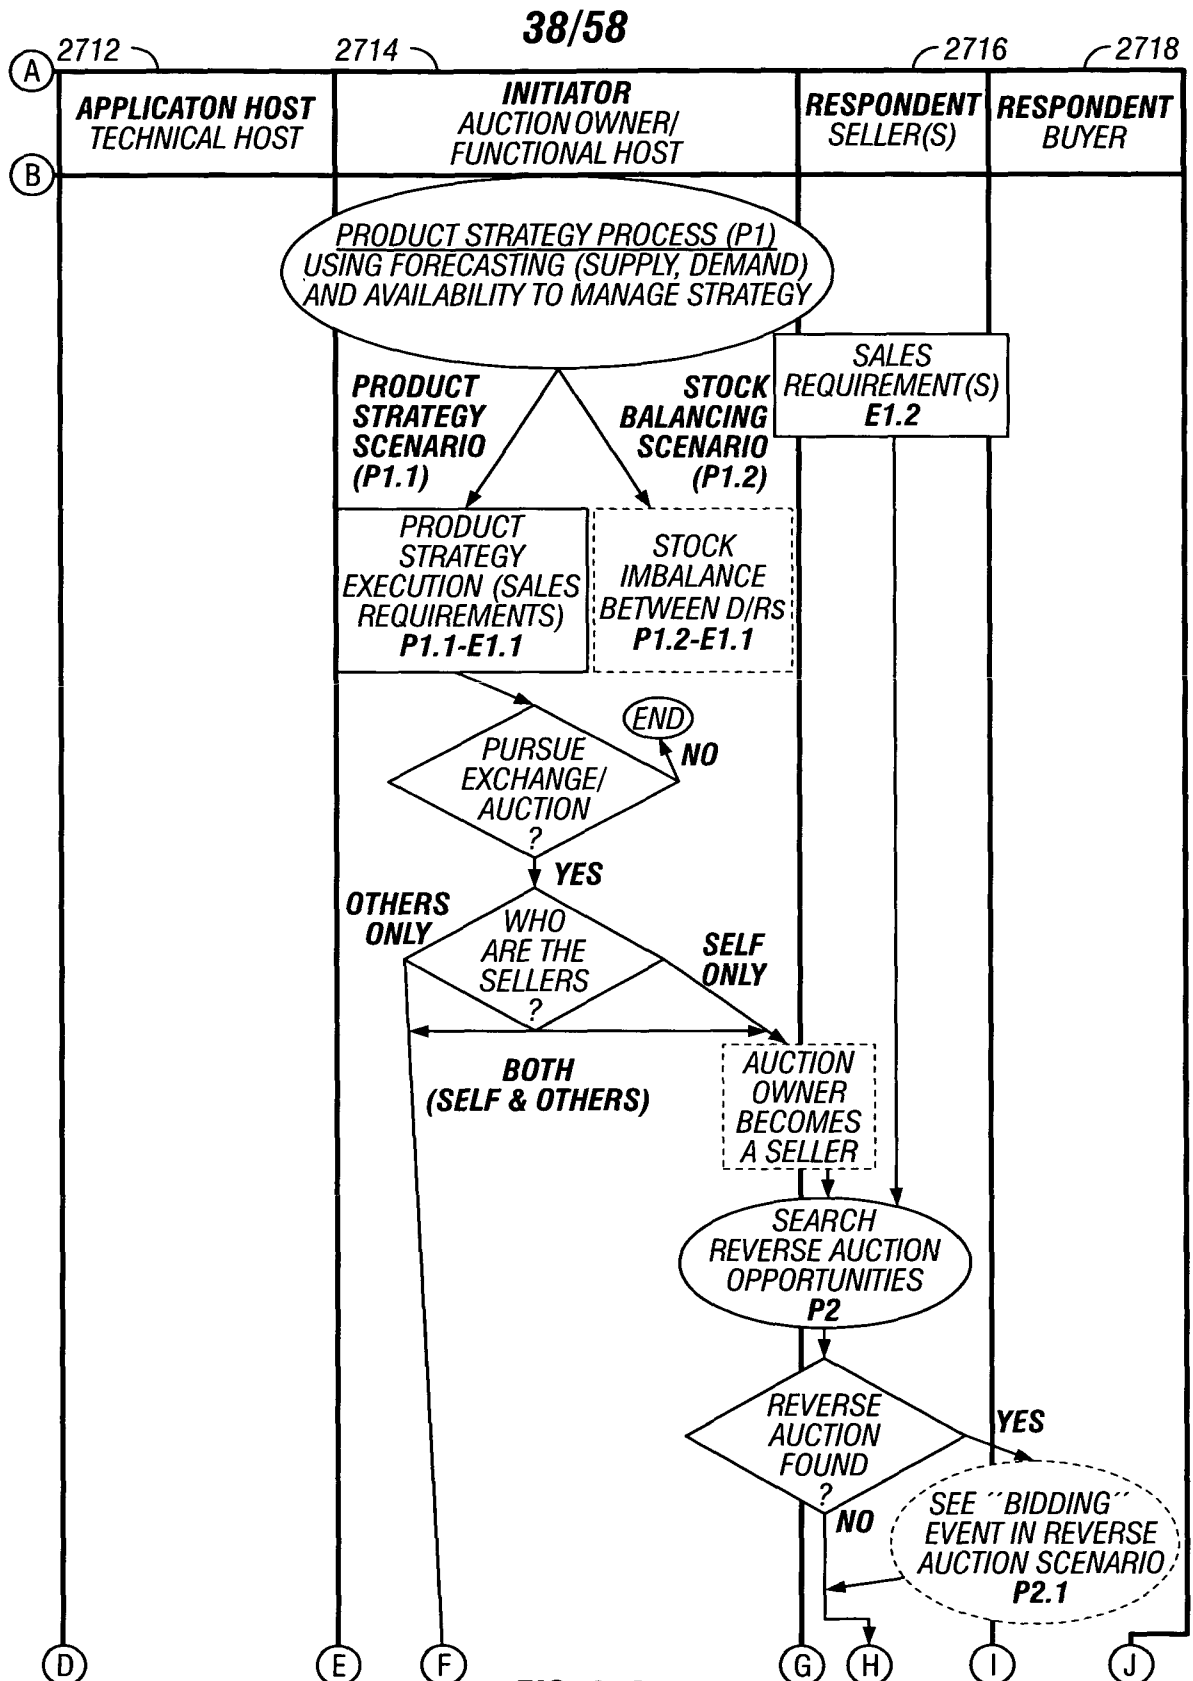 38/58
2712
2714
2716
2718
A
APPLICATON HOST
TECHNICAL HOST
INITIATOR
AUCTION OWNER/
FUNCTIONAL HOST
RESPONDENT
SELLER(S)
RESPONDENT
BUYER
B
PRODUCT STRATEGY PROCESS (P1)
USING FORECASTING (SUPPLY, DEMAND)
AND AVAILABILITY TO MANAGE STRATEGY
SALES
REQUIREMENT(S)
E1.2
PRODUCT
STRATEGY
SCENARIO
(P1.1)
STOCK
BALANCING
SCENARIO
(P1.2)
PRODUCT
STRATEGY
EXECUTION (SALES
REQUIREMENTS)
P1.1-E1.1
STOCK
IMBALANCE
BETWEEN D/Rs
P1.2-E1.1
END
NO
PURSUE
EXCHANGE/
AUCTION
?
YES
OTHERS
ONLY
WHO
ARE THE
SELLERS
?
SELF
ONLY
BOTH
(SELF & OTHERS)
AUCTION
OWNER
BECOMES
A SELLER
SEARCH
REVERSE AUCTION
OPPORTUNITIES
P2
REVERSE
AUCTION
FOUND
?
YES
NO
SEE "BIDDING"
EVENT IN REVERSE
AUCTION SCENARIO
P2.1
D
E
F
G
H
I
J